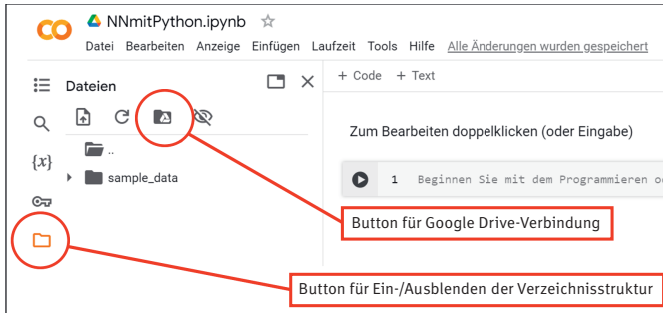 NNmitPython.ipynb
Datei Bearbeiten Anzeige Einfügen Laufzeit Tools Hilfe Alle Änderungen wurden gespeichert
Dateien
+ Code + Text
..
sample_data
{x}
Zum Bearbeiten doppelklicken (oder Eingabe)
1 Beginnen Sie mit dem Programmieren
Button für Google Drive-Verbindung
Button für Ein-/Ausblenden der Verzeichnisstruktur